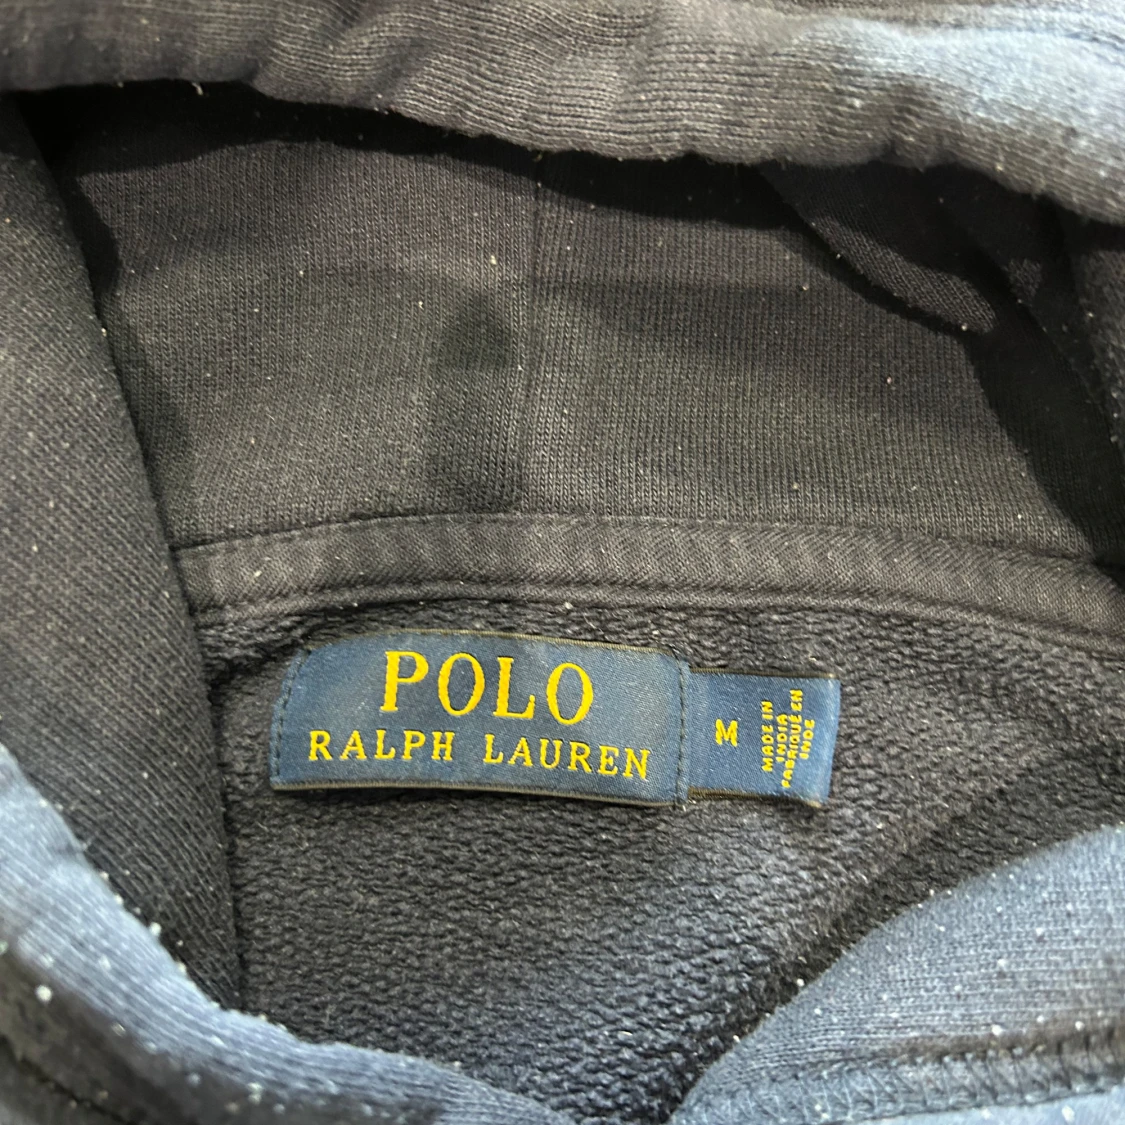 POLO
RALPH LAUREN
M
MADE IN
INDIA
FABRIQUÉ EN
INDE